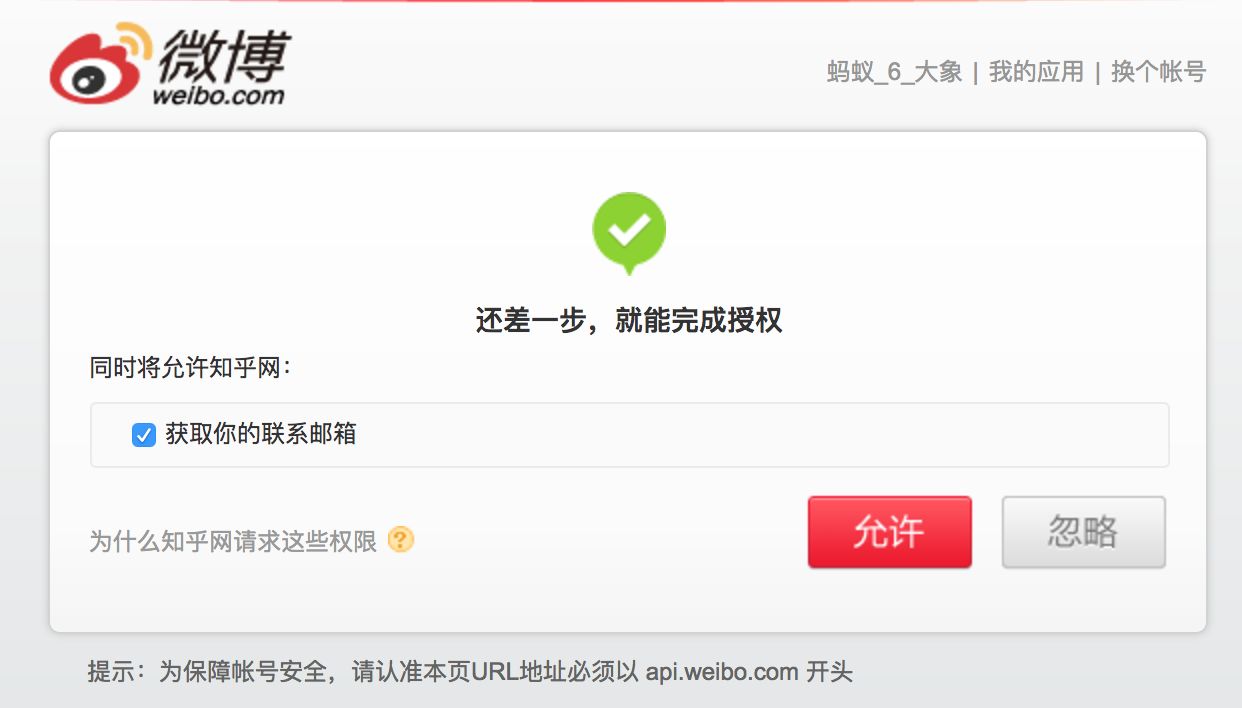 微博
weibo.com
蚂蚁_6_大象 | 我的应用 | 换个帐号
还差一步，就能完成授权
同时将允许知乎网：
获取你的联系邮箱
为什么知乎网请求这些权限 ?
允许 忽略
提示：为保障帐号安全，请认准本页URL地址必须以 api.weibo.com 开头